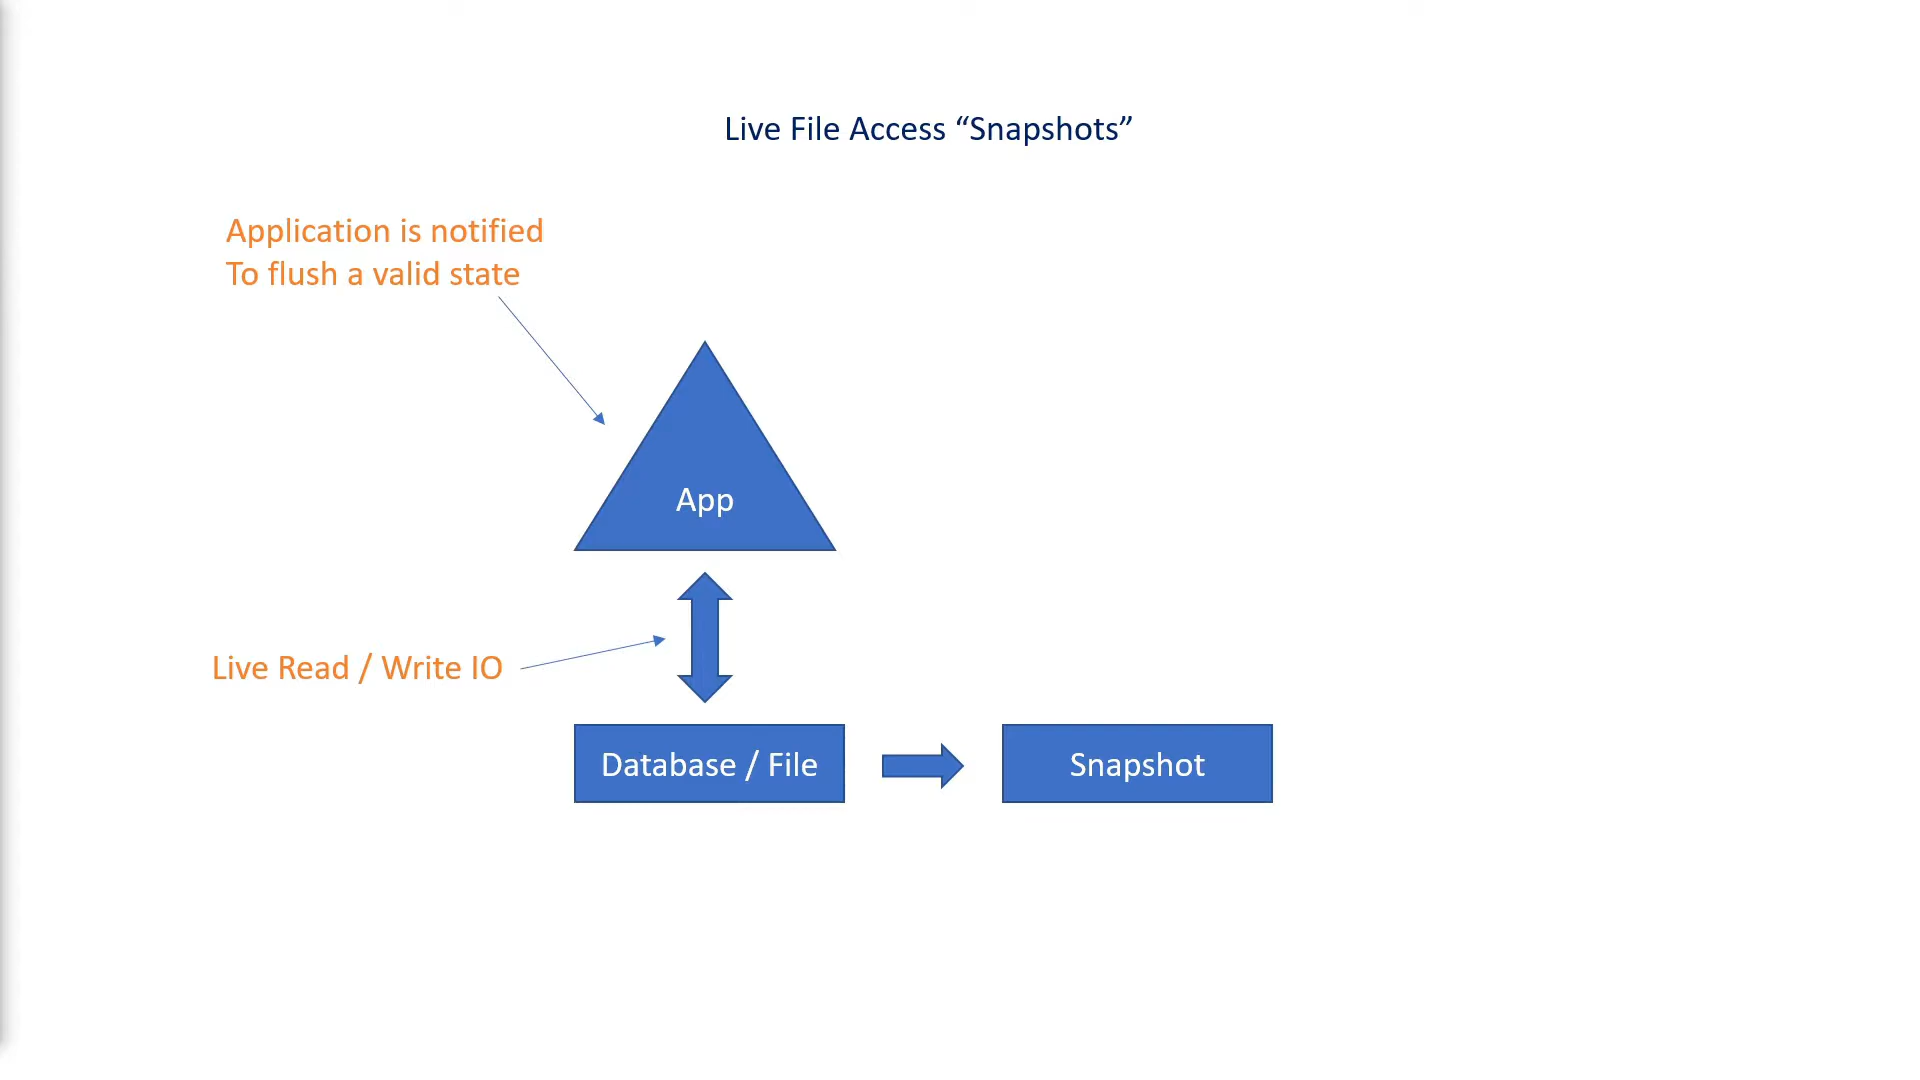 Live File Access “Snapshots”
Application is notified
To flush a valid state
App
Live Read / Write IO
Database / File
Snapshot